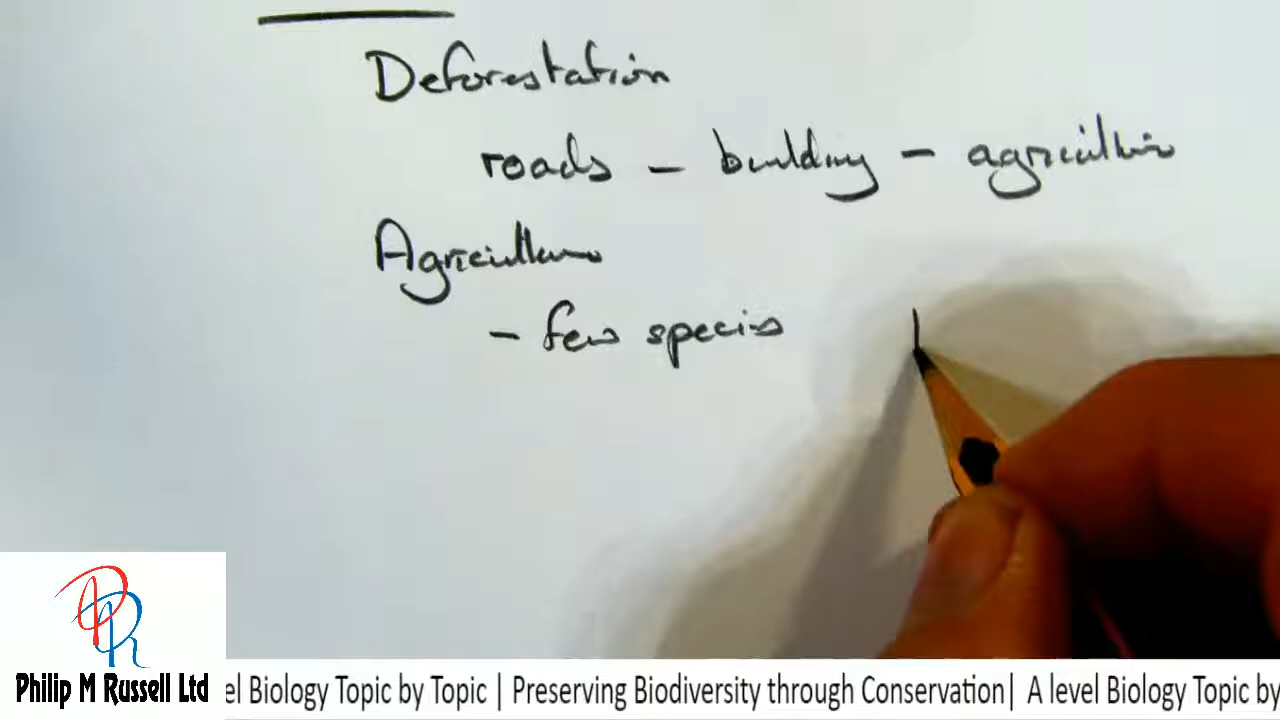 Deforestation
roads - building - agriculture
Agriculture
- few species
Philip M Russell Ltd
el Biology Topic by Topic | Preserving Biodiversity through Conservation| A level Biology Topic by